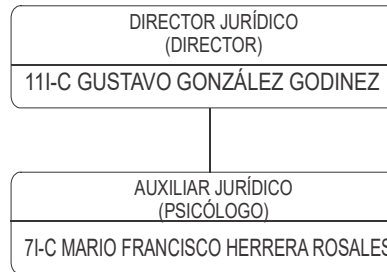 DIRECTOR JURÍDICO
(DIRECTOR)
11I-C GUSTAVO GONZÁLEZ GODINEZ
AUXILIAR JURÍDICO
(PSICÓLOGO)
7I-C MARIO FRANCISCO HERRERA ROSALES